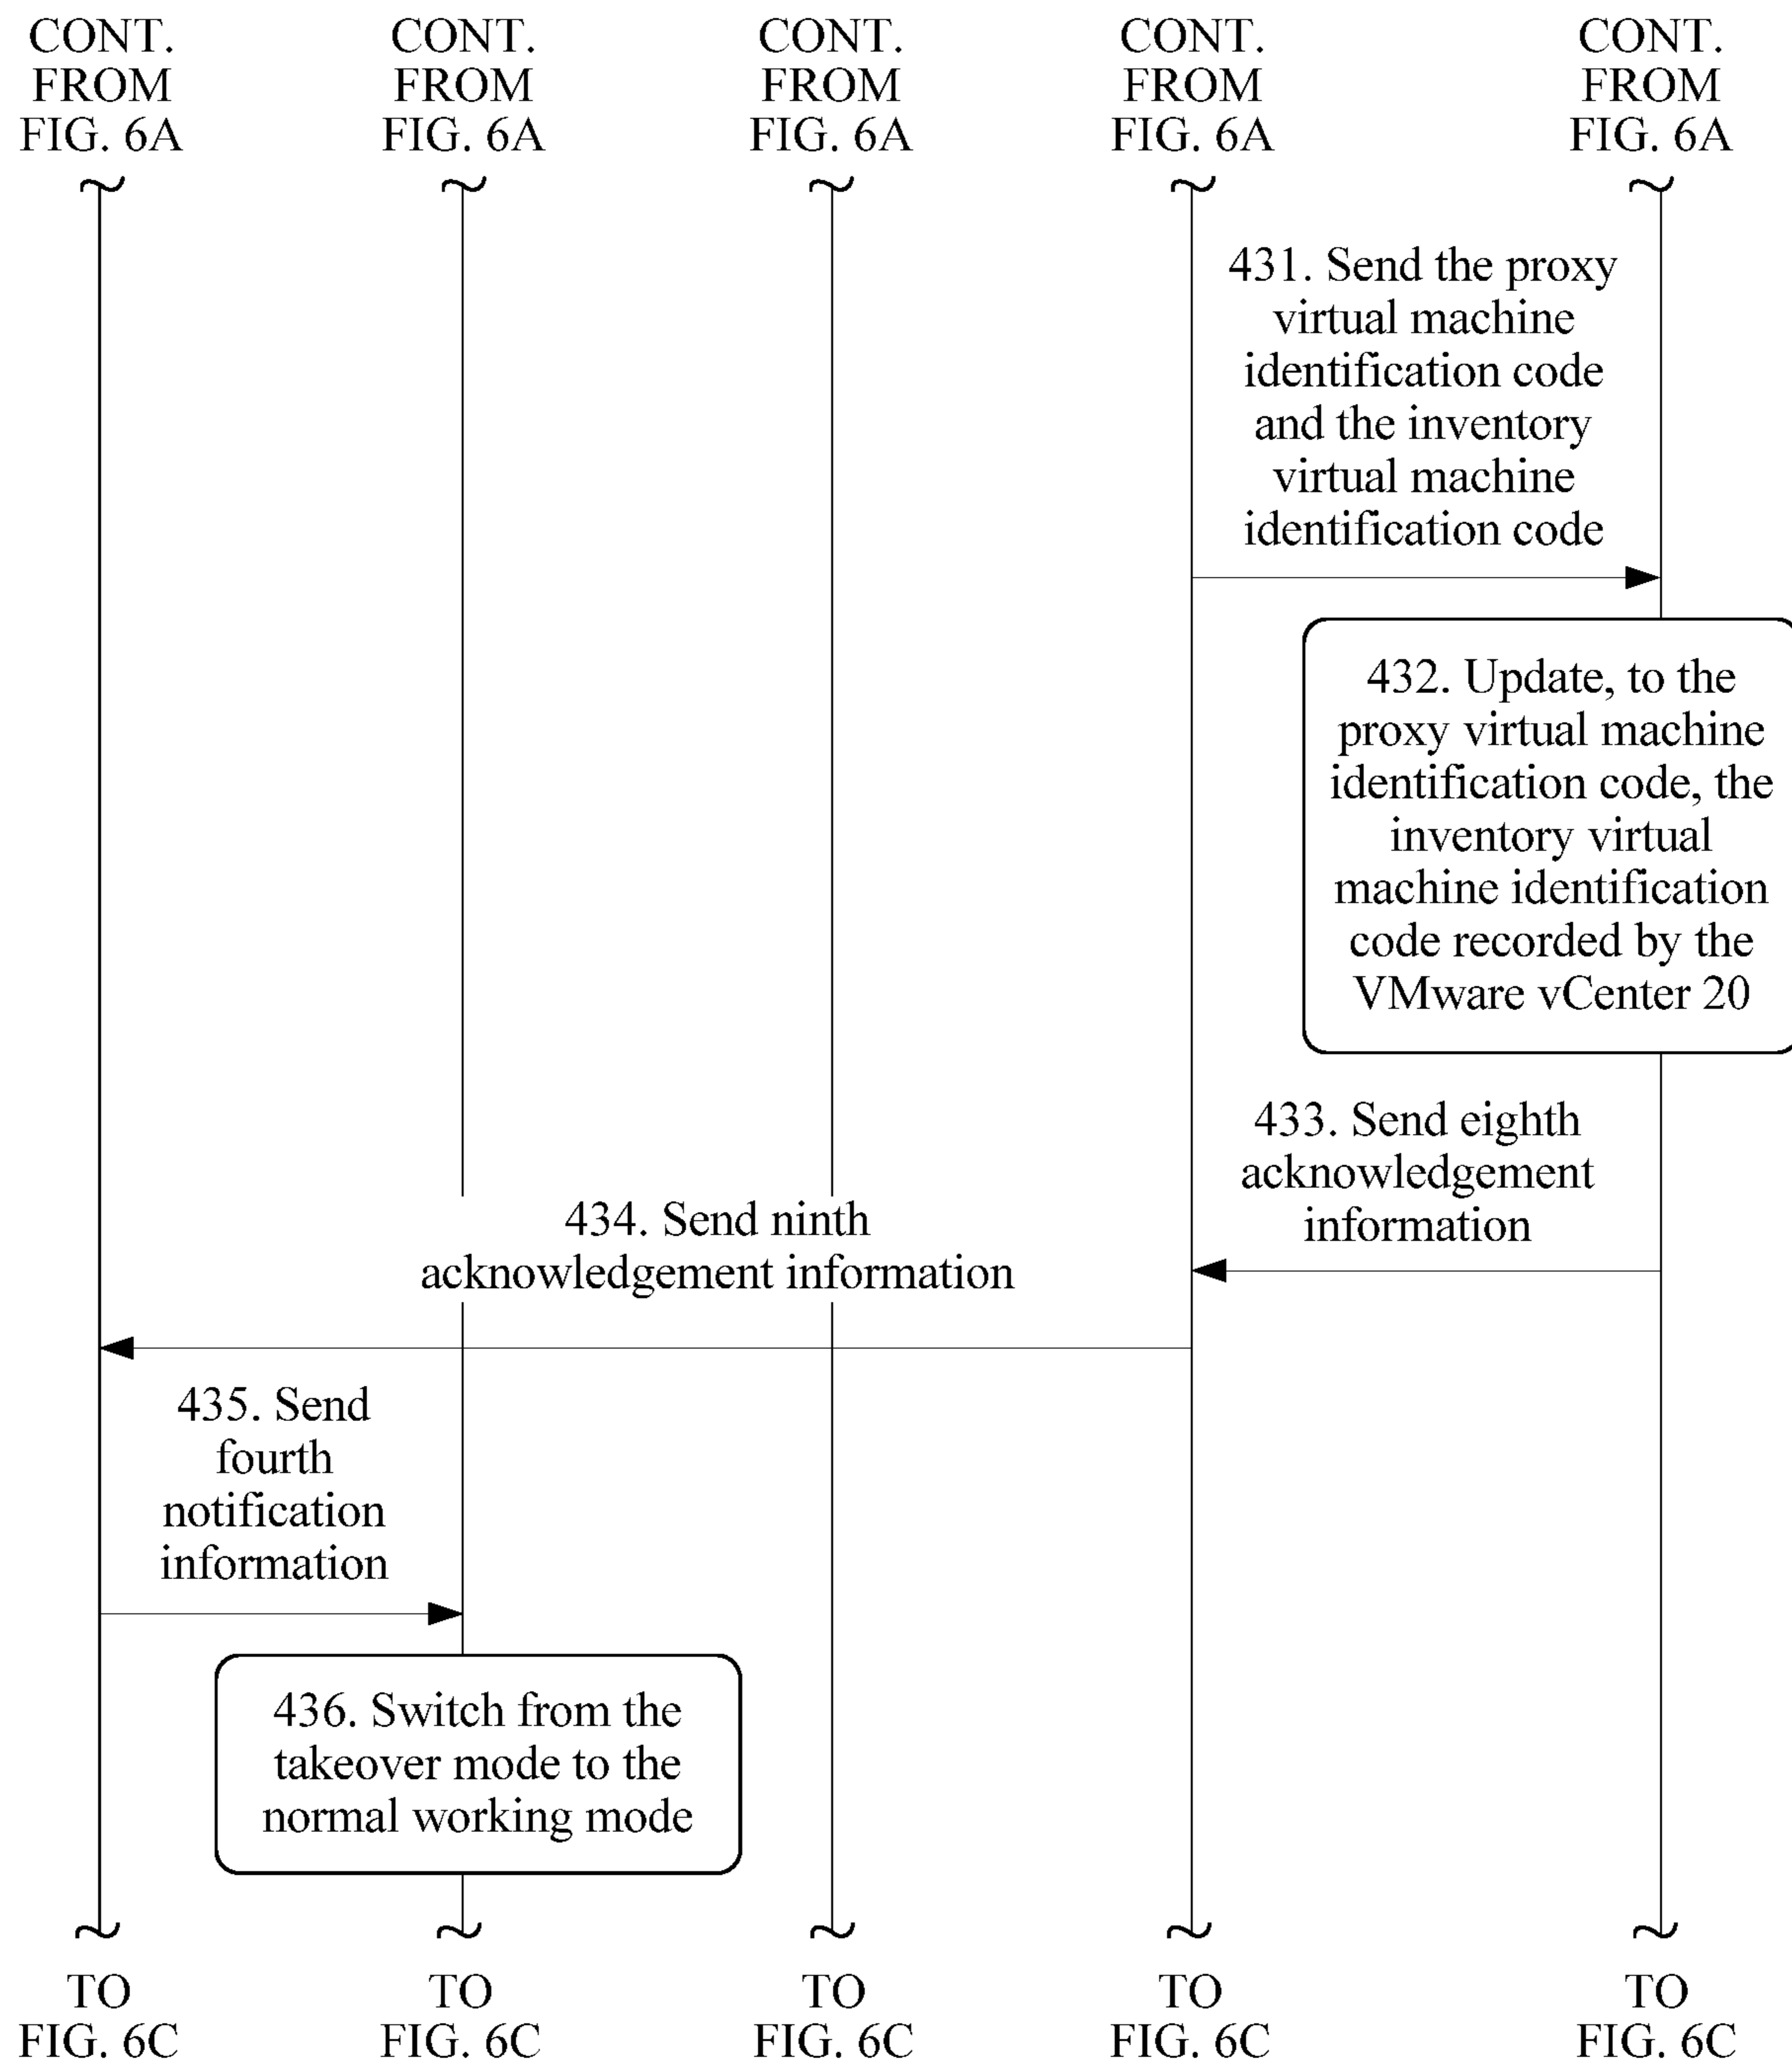 CONT.
FROM
FIG. 6A
CONT.
FROM
FIG. 6A
CONT.
FROM
FIG. 6A
CONT.
FROM
FIG. 6A
CONT.
FROM
FIG. 6A
431. Send the proxy
virtual machine
identification code
and the inventory
virtual machine
identification code
432. Update, to the
proxy virtual machine
identification code, the
inventory virtual
machine identification
code recorded by the
VMware vCenter 20
433. Send eighth
acknowledgement
information
434. Send ninth
acknowledgement information
435. Send
fourth
notification
information
436. Switch from the
takeover mode to the
normal working mode
TO
FIG. 6C
TO
FIG. 6C
TO
FIG. 6C
TO
FIG. 6C
TO
FIG. 6C